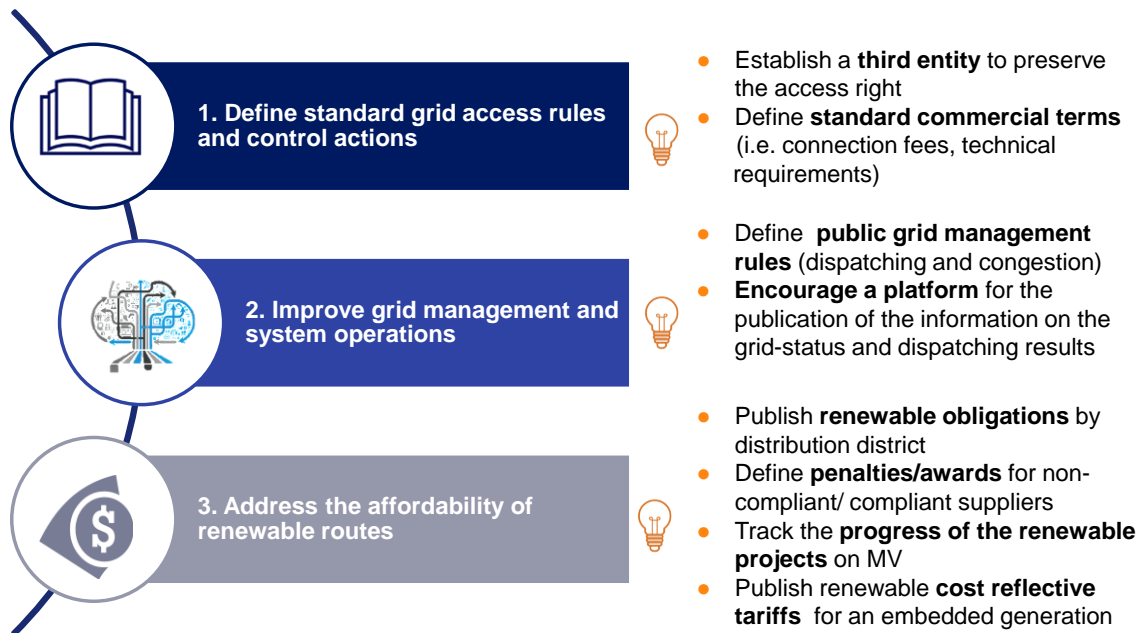 1. Define standard grid access rules
and control actions
● Establish a third entity to preserve
the access right
● Define standard commercial terms
(i.e. connection fees, technical
requirements)
2. Improve grid management and
system operations
● Define public grid management
rules (dispatching and congestion)
● Encourage a platform for the
publication of the information on the
grid-status and dispatching results
3. Address the affordability of
renewable routes
$
● Publish renewable obligations by
distribution district
● Define penalties/awards for non-
compliant/ compliant suppliers
● Track the progress of the renewable
projects on MV
● Publish renewable cost reflective
tariffs for an embedded generation